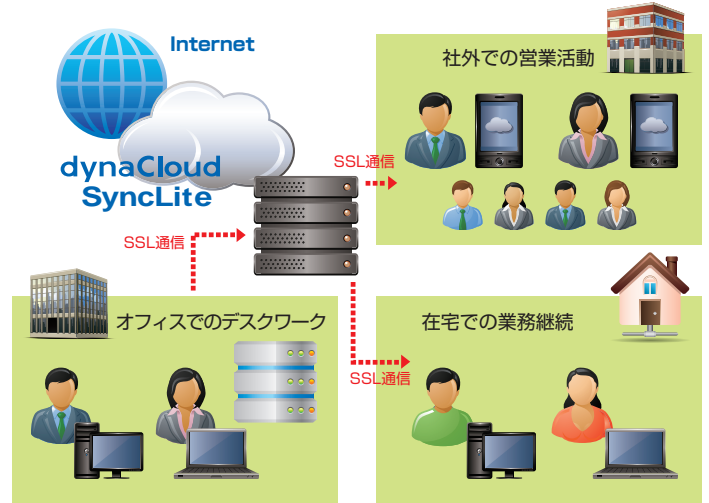 Internet
dynaCloud
SyncLite
SSL通信
社外での営業活動
SSL通信
オフィスでのデスクワーク
在宅での業務継続
SSL通信